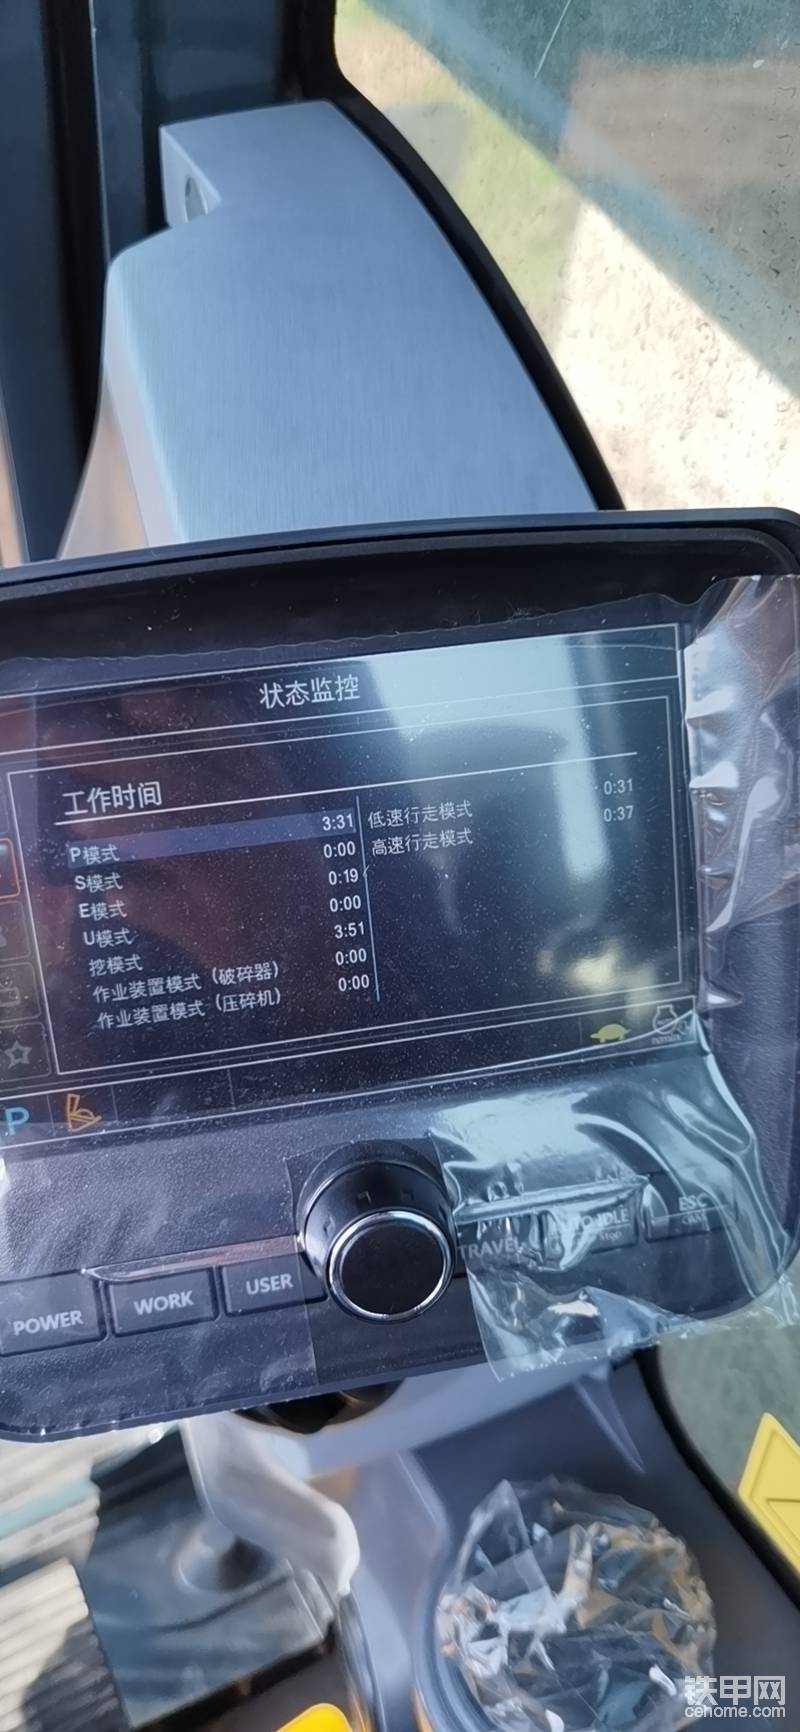 状态监控
工作时间
P模式 3:31
S模式 0:00
E模式 0:19
U模式 0:00
挖模式 3:51
作业装置模式（破碎器） 0:00
作业装置模式（压碎机） 0:00
低速行走模式 0:31
高速行走模式 0:37
P
POWER
WORK
USER
TRAVEL
IDLE
ESC
铁甲网
cehome.com